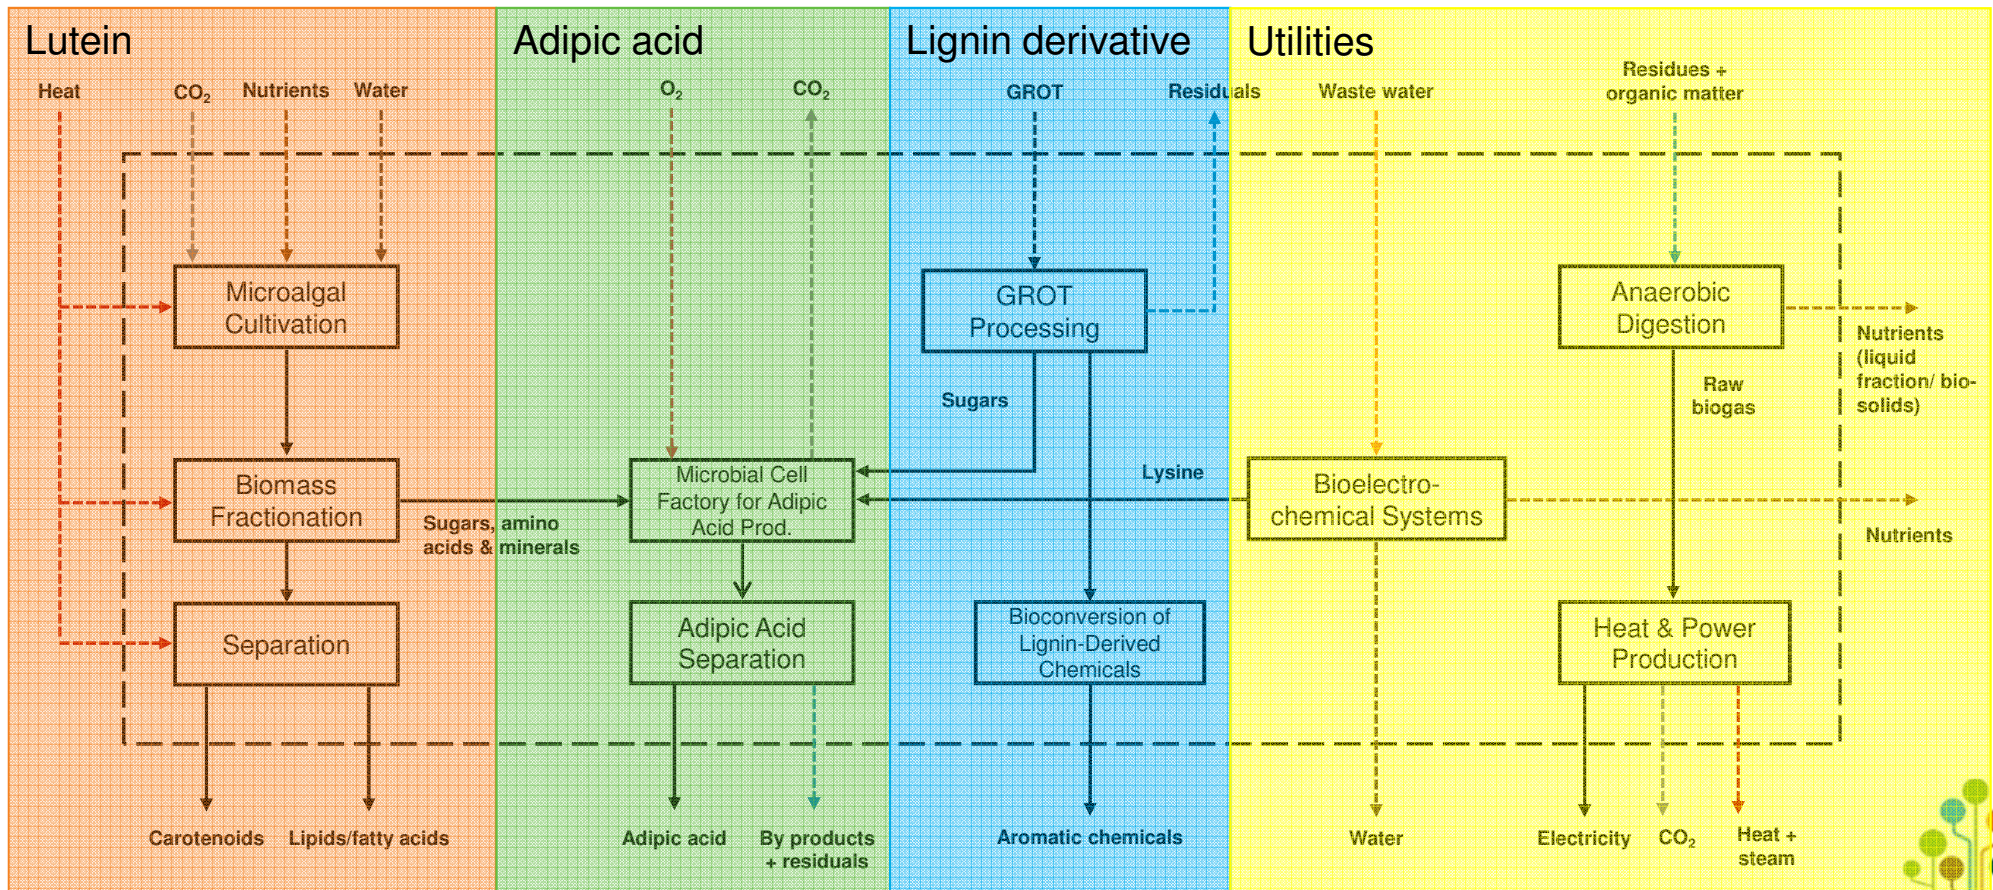 Lutein
Adipic acid
Lignin derivative
Utilities
Heat
CO₂
Nutrients
Water
O₂
CO₂
GROT
Residuals
Waste water
Residues +
organic matter
Microalgal
Cultivation
GROT
Processing
Anaerobic
Digestion
Nutrients
(liquid
fraction/ bio-
solids)
Sugars
Raw
biogas
Biomass
Fractionation
Sugars, amino
acids & minerals
Microbial Cell
Factory for Adipic
Acid Prod.
Lysine
Bioelectro-
chemical Systems
Nutrients
Separation
Adipic Acid
Separation
Bioconversion of
Lignin-Derived
Chemicals
Heat & Power
Production
Carotenoids
Lipids/fatty acids
Adipic acid
By products
+ residuals
Aromatic chemicals
Water
Electricity
CO₂
Heat +
steam